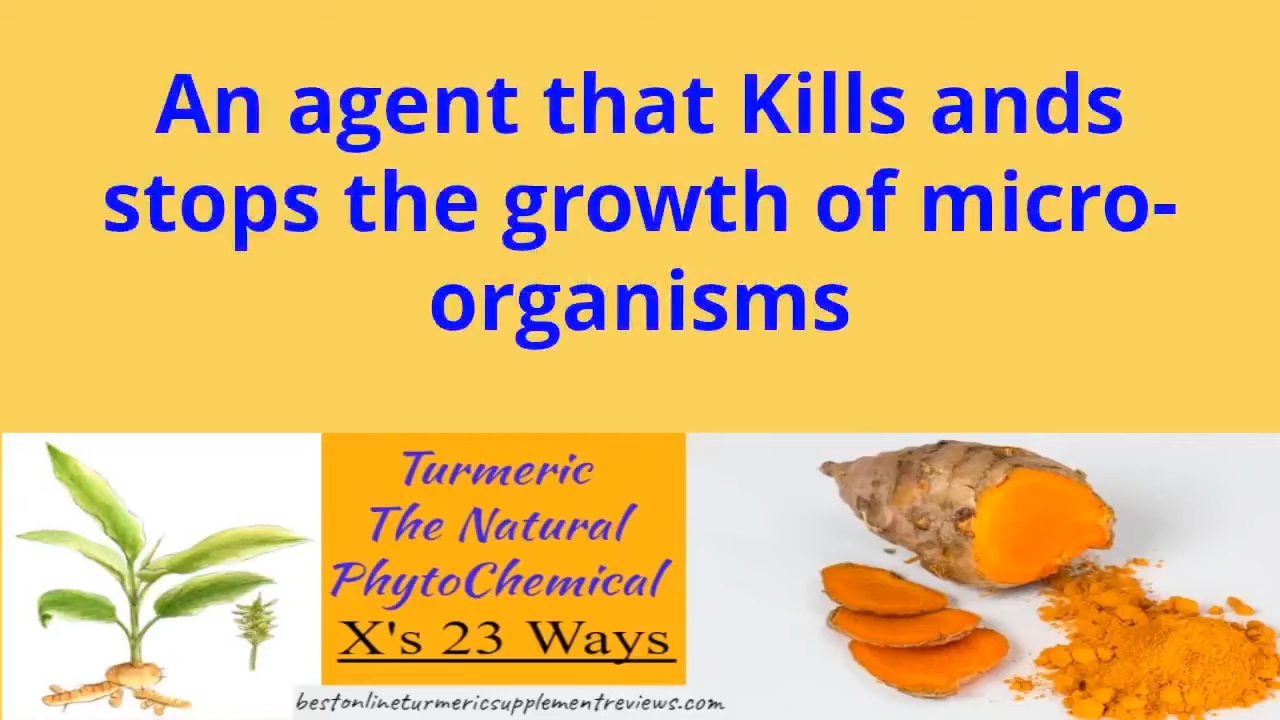 An agent that Kills ands
stops the growth of micro-
organisms
Turmeric
The Natural
PhytoChemical
X's 23 Ways
bestonlineturmericsupplementreviews.com